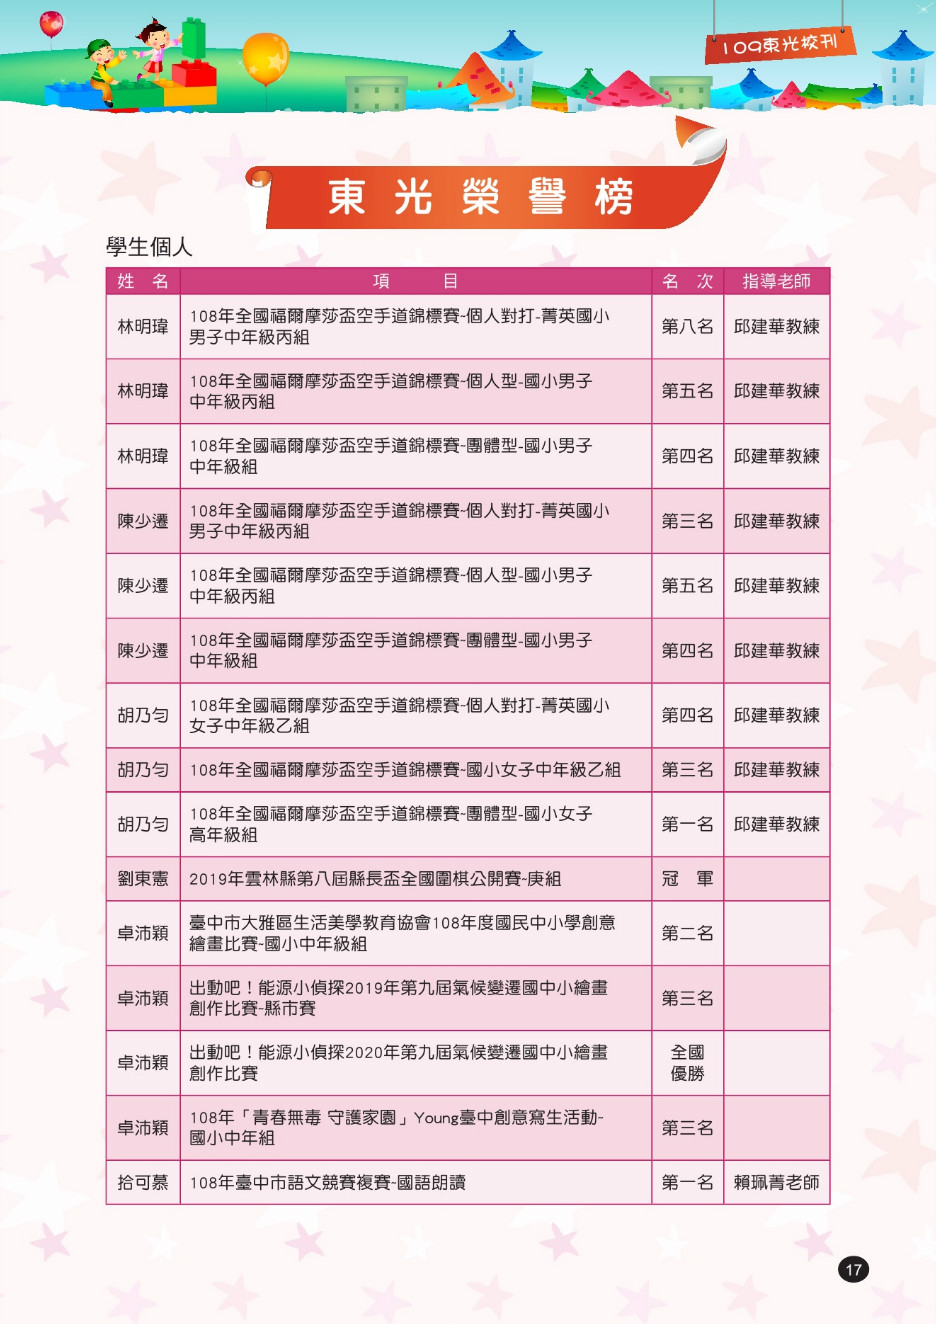 109東光校刊
東光榮譽榜
學生個人
姓 名 項 目 名 次 指導老師
林明瑋 108年全國福爾摩莎盃空手道錦標賽-個人對打-菁英國小 第八名 邱建華教練
男子中年級丙組
林明瑋 108年全國福爾摩莎盃空手道錦標賽-個人型-國小男子 第五名 邱建華教練
中年級丙組
林明瑋 108年全國福爾摩莎盃空手道錦標賽-團體型-國小男子 第四名 邱建華教練
中年級組
陳少遷 108年全國福爾摩莎盃空手道錦標賽-個人對打-菁英國小 第三名 邱建華教練
男子中年級丙組
陳少遷 108年全國福爾摩莎盃空手道錦標賽-個人型-國小男子 第五名 邱建華教練
中年級丙組
陳少遷 108年全國福爾摩莎盃空手道錦標賽-團體型-國小男子 第四名 邱建華教練
中年級組
胡乃勻 108年全國福爾摩莎盃空手道錦標賽-個人對打-菁英國小 第四名 邱建華教練
女子中年級乙組
胡乃勻 108年全國福爾摩莎盃空手道錦標賽-國小女子中年級乙組 第三名 邱建華教練
胡乃勻 108年全國福爾摩莎盃空手道錦標賽-團體型-國小女子 第一名 邱建華教練
高年級組
劉東憲 2019年雲林縣第八屆縣長盃全國圍棋公開賽-庚組 冠 軍
卓沛穎 臺中市大雅區生活美學教育協會108年度國民中小學創意 第二名
繪畫比賽-國小中年級組
卓沛穎 出動吧！能源小偵探2019年第九屆氣候變遷國中小繪畫 第三名
創作比賽-縣市賽
卓沛穎 出動吧！能源小偵探2020年第九屆氣候變遷國中小繪畫 全國
創作比賽 優勝
卓沛穎 108年「青春無毒 守護家園」Young臺中創意寫生活動- 第三名
國小中年組
拾可慕 108年臺中市語文競賽複賽-國語朗讀 第一名 賴珮菁老師
17